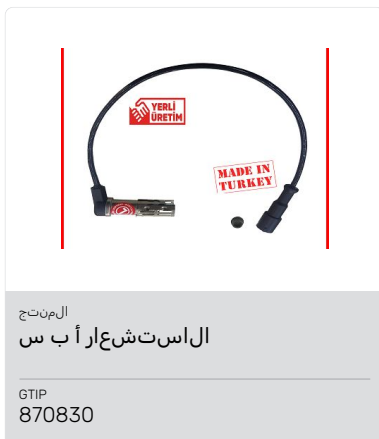 YERLİ
ÜRETİM
MADE IN
TURKEY
المنتج
الاستشعار أ ب س
GTIP
870830